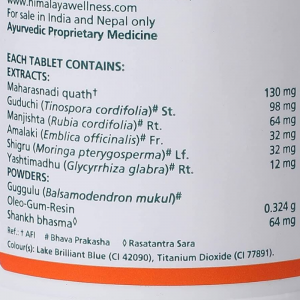 www.himalayawellness.com
For sale in India and Nepal only
Ayurvedic Proprietary Medicine
EACH TABLET CONTAINS:
EXTRACTS:
Maharasnadi quath† 130 mg
Guduchi (Tinospora cordifolia)# St. 98 mg
Manjishta (Rubia cordifolia)# Rt. 64 mg
Amalaki (Emblica officinalis)# Fr. 32 mg
Shigru (Moringa pterygosperma)# Lf. 32 mg
Yashtimadhu (Glycyrrhiza glabra)# Rt. 12 mg
POWDERS:
Guggulu (Balsamodendron mukul)#
Oleo-Gum-Resin 0.324 g
Shankh bhasma◊ 64 mg
Ref.: † AFI # Bhava Prakasha ◊ Rasatantra Sara
Colour(s): Lake Brilliant Blue (CI 42090), Titanium Dioxide (CI 77891).